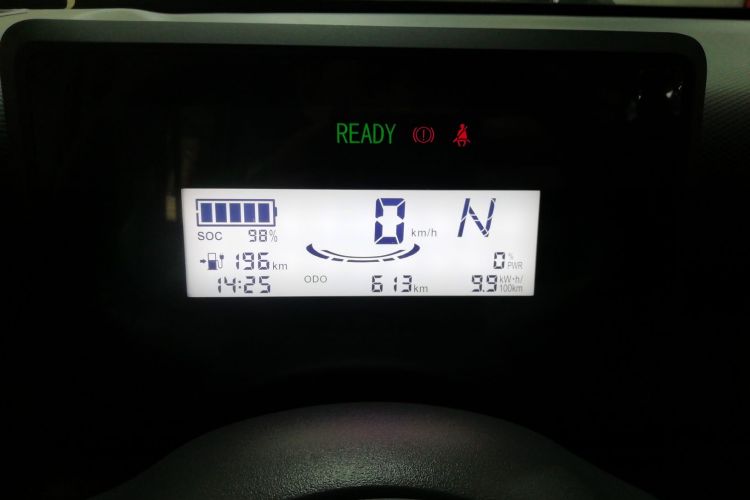 READY
0 km/h N
SOC 98%
196 km 0 % PWR
14:25 ODO 613 km 9.9 kW·h/100km